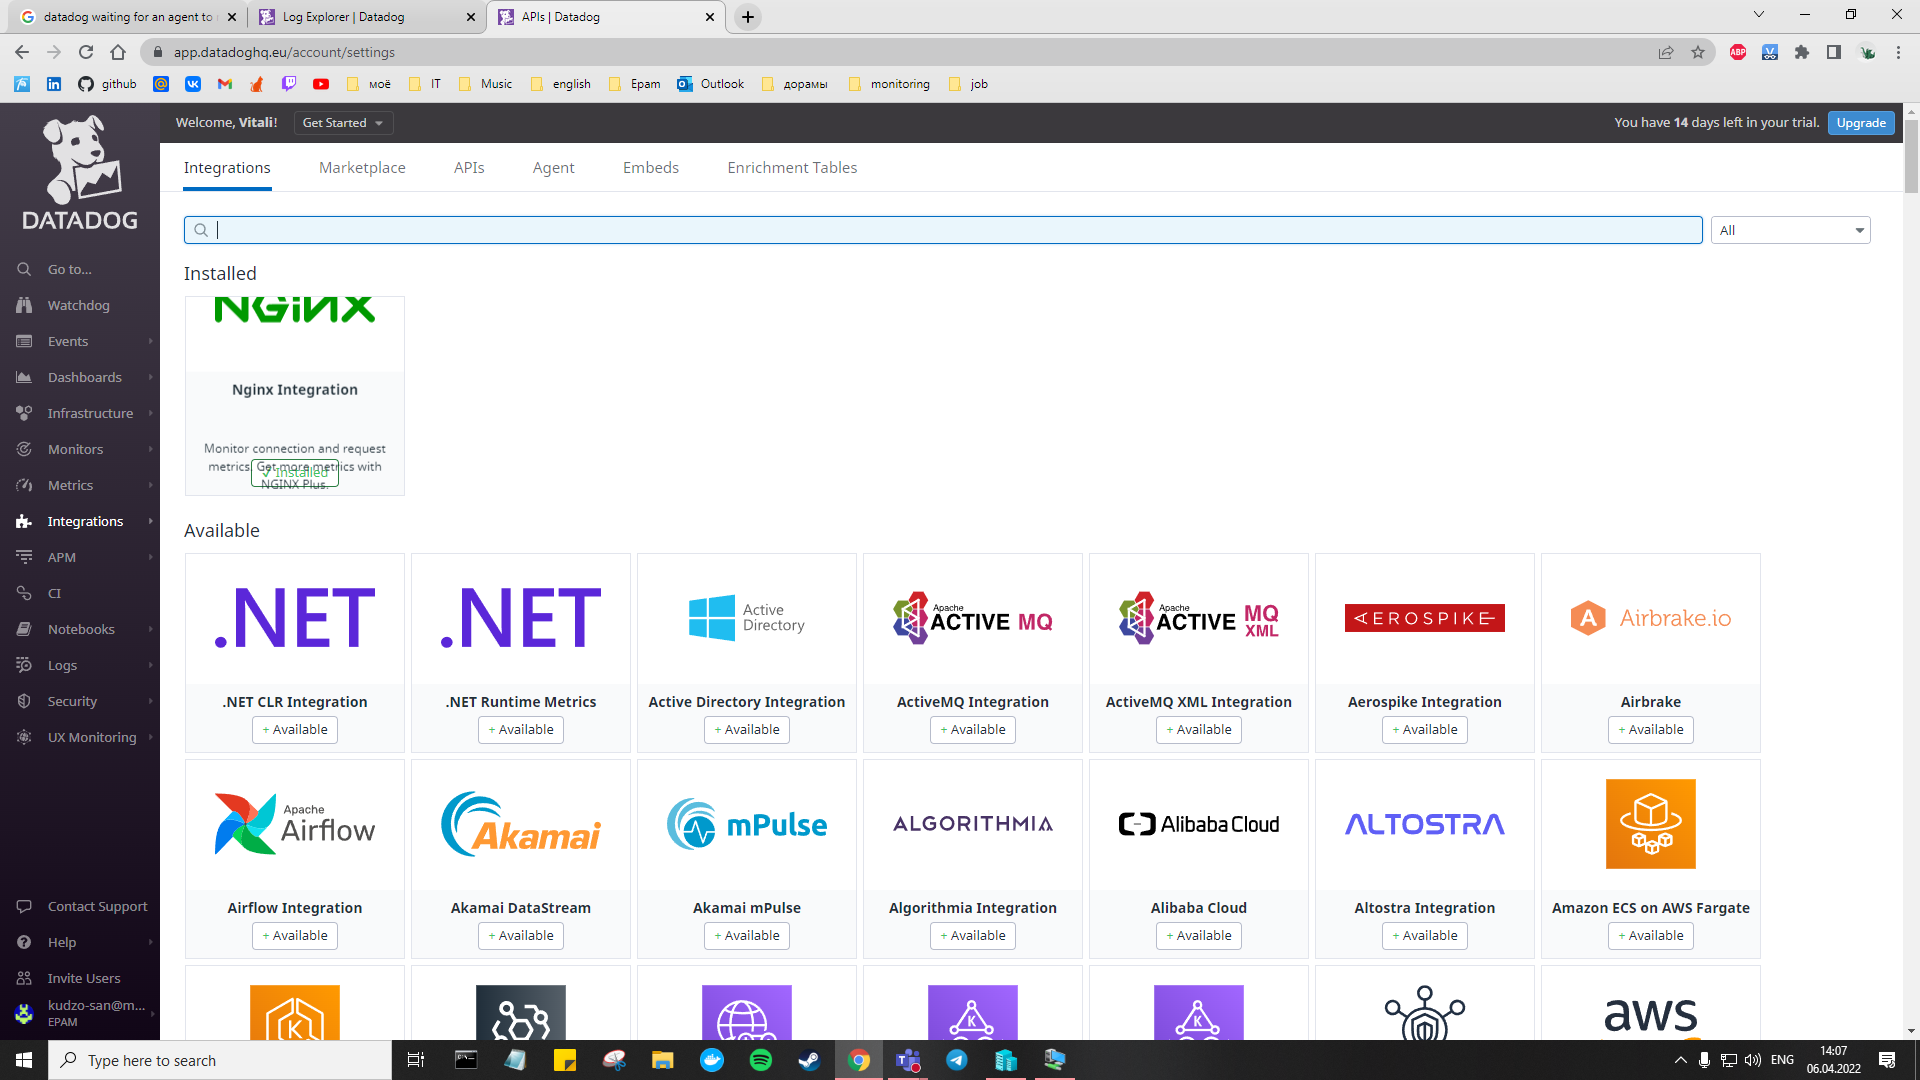 datadog waiting for an agent to
Log Explorer | Datadog
APIs | Datadog
app.datadoghq.eu/account/settings
ABP
github
моё
IT
Music
english
Epam
Outlook
дорамы
monitoring
job
Welcome, Vitali!
Get Started
You have 14 days left in your trial.
Upgrade
DATADOG
Integrations
Marketplace
APIs
Agent
Embeds
Enrichment Tables
All
Go to...
Watchdog
Events
Dashboards
Infrastructure
Monitors
Metrics
Integrations
APM
CI
Notebooks
Logs
Security
UX Monitoring
Contact Support
Help
Invite Users
kudzo-san@m...
EPAM
Installed
NGiNX
Nginx Integration
Monitor connection and request
metrics. Get more metrics with
NGINX Plus.
✓ Installed
Available
.NET
.NET
Active
Directory
Apache
ACTIVE MQ
Apache
ACTIVE MQ
XML
AEROSPIKE
Airbrake.io
.NET CLR Integration
.NET Runtime Metrics
Active Directory Integration
ActiveMQ Integration
ActiveMQ XML Integration
Aerospike Integration
Airbrake
+ Available
+ Available
+ Available
+ Available
+ Available
+ Available
+ Available
Apache
Airflow
Akamai
mPulse
ALGORITHMIA
Alibaba Cloud
ALTOSTRA
Airflow Integration
Akamai DataStream
Akamai mPulse
Algorithmia Integration
Alibaba Cloud
Altostra Integration
Amazon ECS on AWS Fargate
+ Available
+ Available
+ Available
+ Available
+ Available
+ Available
+ Available
K
K
K
aws
Type here to search
ENG
14:07
06.04.2022